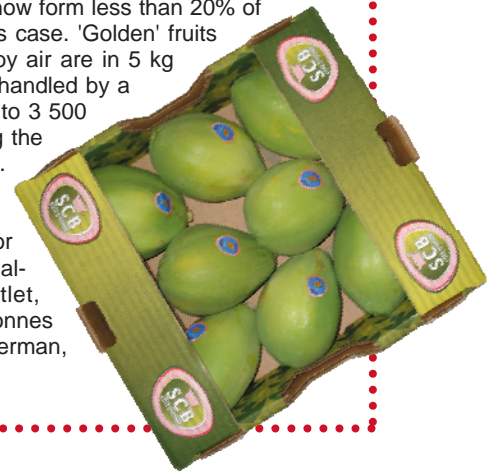 now form less than 20% of
s case. 'Golden' fruits
by air are in 5 kg
handled by a
to 3 500
g the
.
or
al-
tlet,
onnes
erman,
SCB
SCB
SCB
SCB